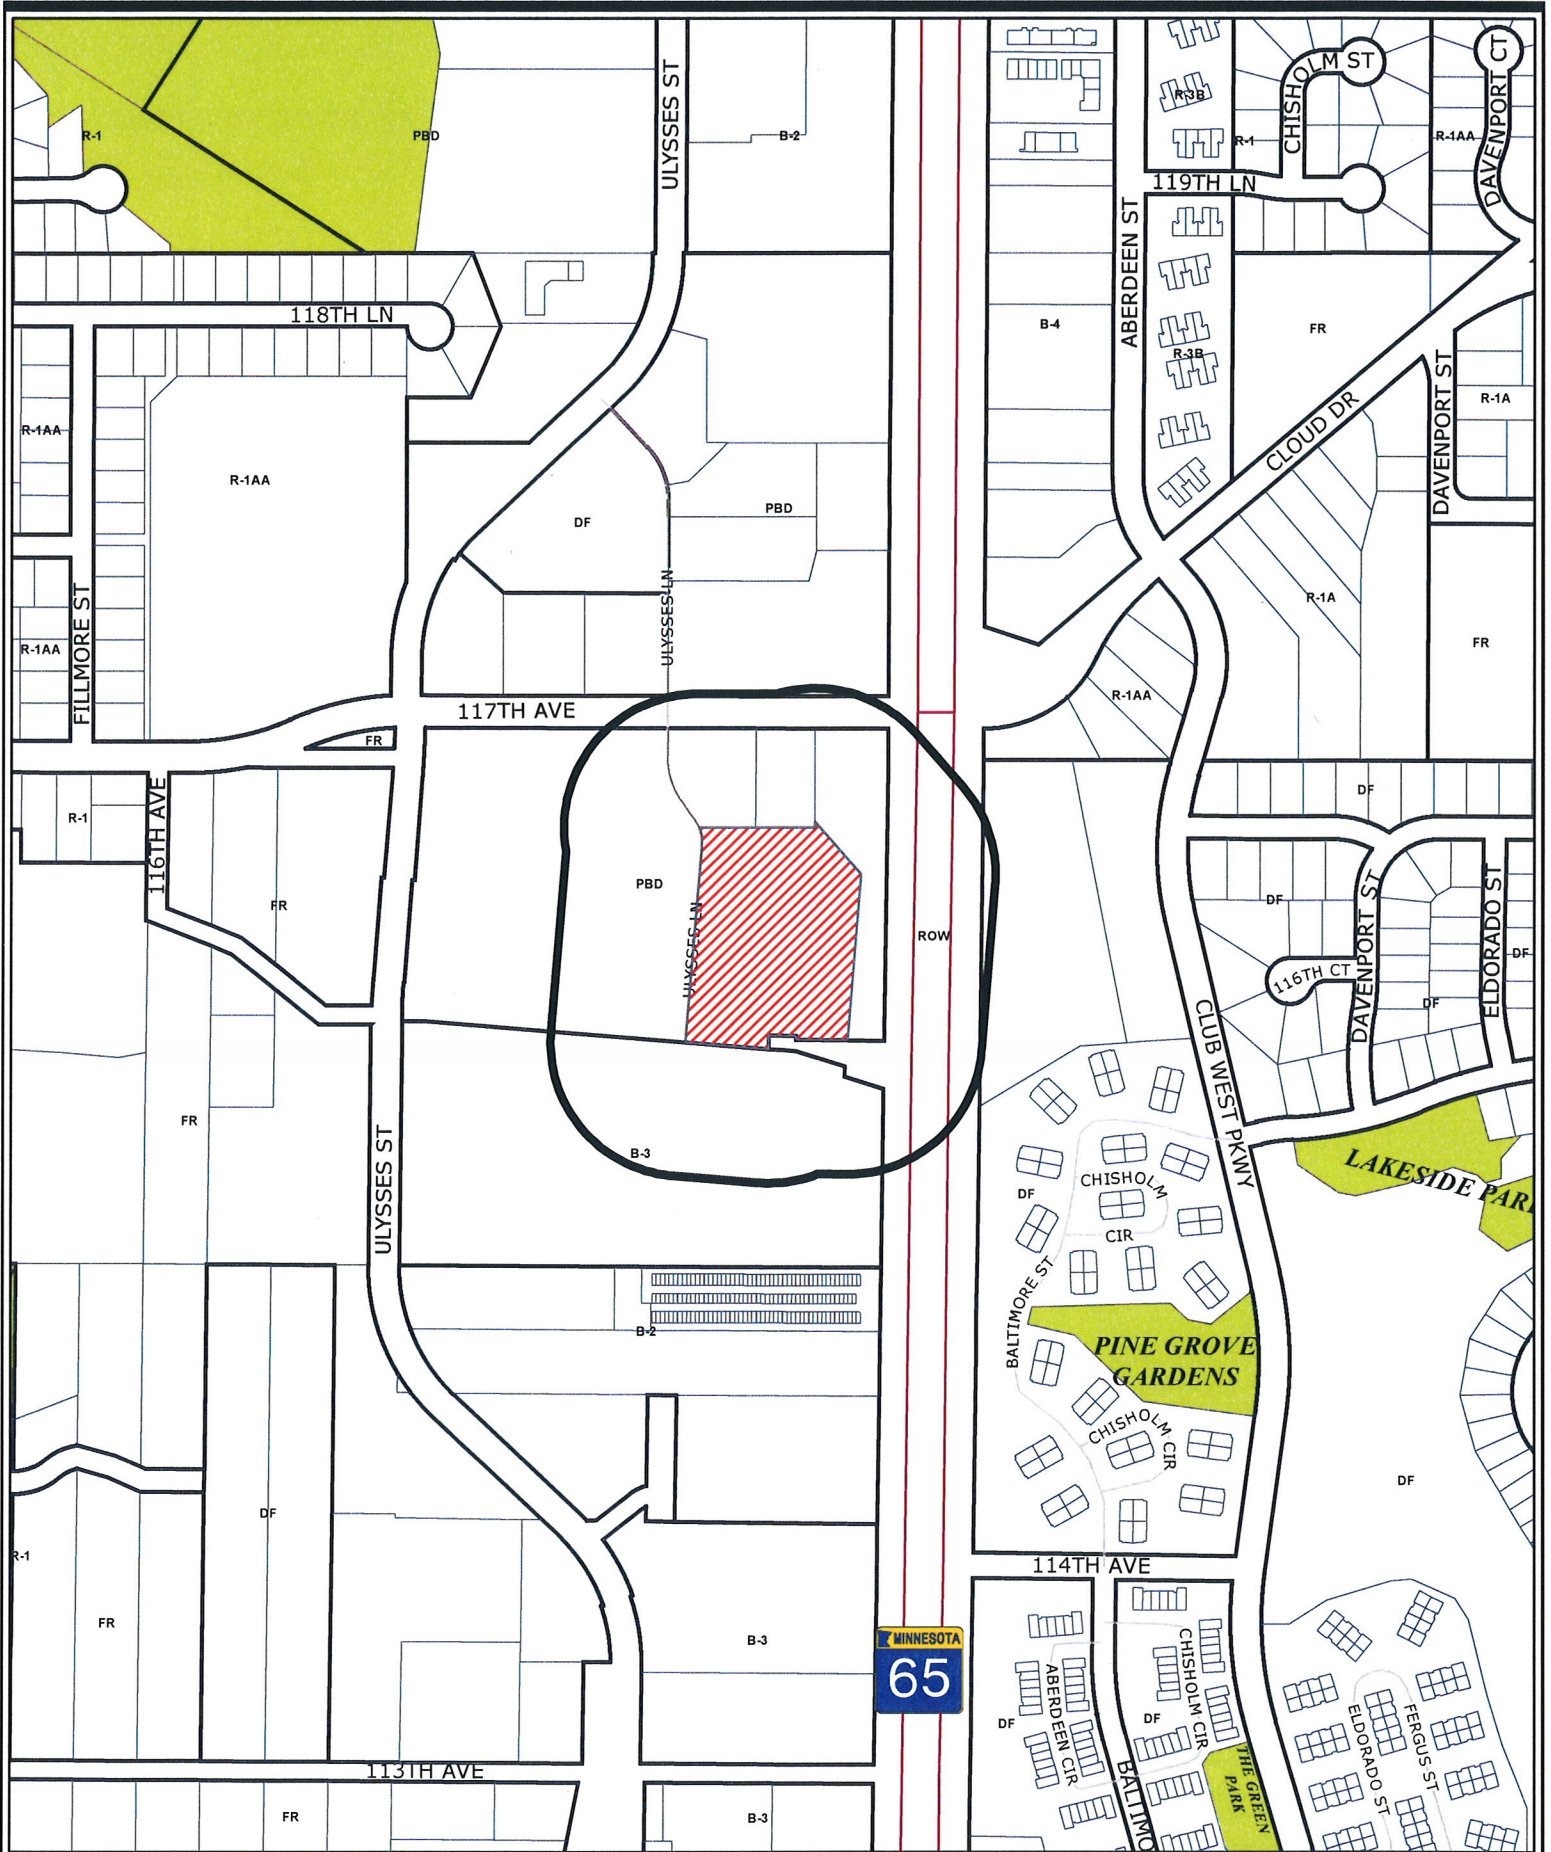 ULYSSES ST
CHISHOLM ST
DAVENPORT CT
R-3B
R-1
PBD
B-2
R-1
R-1AA
119TH LN
ABERDEEN ST
118TH LN
B-4
R-3B
FR
CLOUD DR
DAVENPORT ST
R-1A
R-1AA
R-1AA
DF
PBD
ULYSSES LN
FILLMORE ST
R-1AA
R-1A
FR
R-1AA
117TH AVE
FR
R-1
116TH AVE
DF
FR
PBD
ULYSSES LN
ROW
DF
DAVENPORT ST
ELDORADO ST
DF
116TH CT
DF
CLUB WEST PKWY
FR
ULYSSES ST
B-3
LAKESIDE PAR
CHISHOLM
CIR
DF
BALTIMORE ST
B-2
PINE GROVE
GARDENS
CHISHOLM CIR
DF
DF
R-1
114TH AVE
FR
B-3
MINNESOTA
65
ABERDEEN CIR
CHISHOLM CIR
DF
DF
ELDORADO ST
FERGUS ST
113TH AVE
THE GREEN
PARK
BALTIMO
FR
B-3